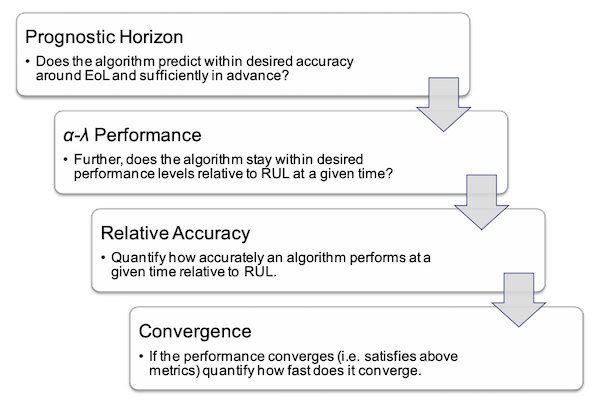 Prognostic Horizon
• Does the algorithm predict within desired accuracy
around EoL and sufficiently in advance?
α-λ Performance
• Further, does the algorithm stay within desired
performance levels relative to RUL at a given time?
Relative Accuracy
• Quantify how accurately an algorithm performs at a
given time relative to RUL.
Convergence
• If the performance converges (i.e. satisfies above
metrics) quantify how fast does it converge.